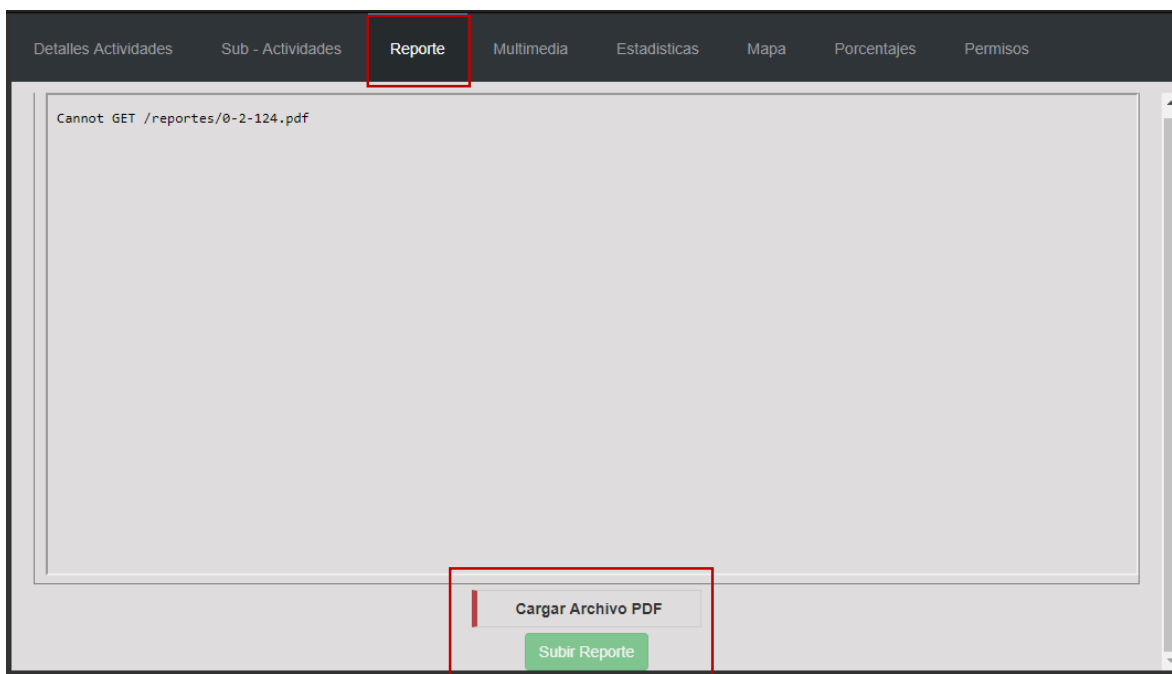 Detalles Actividades Sub - Actividades Reporte Multimedia Estadisticas Mapa Porcentajes Permisos
Cannot GET /reportes/0-2-124.pdf
Cargar Archivo PDF
Subir Reporte